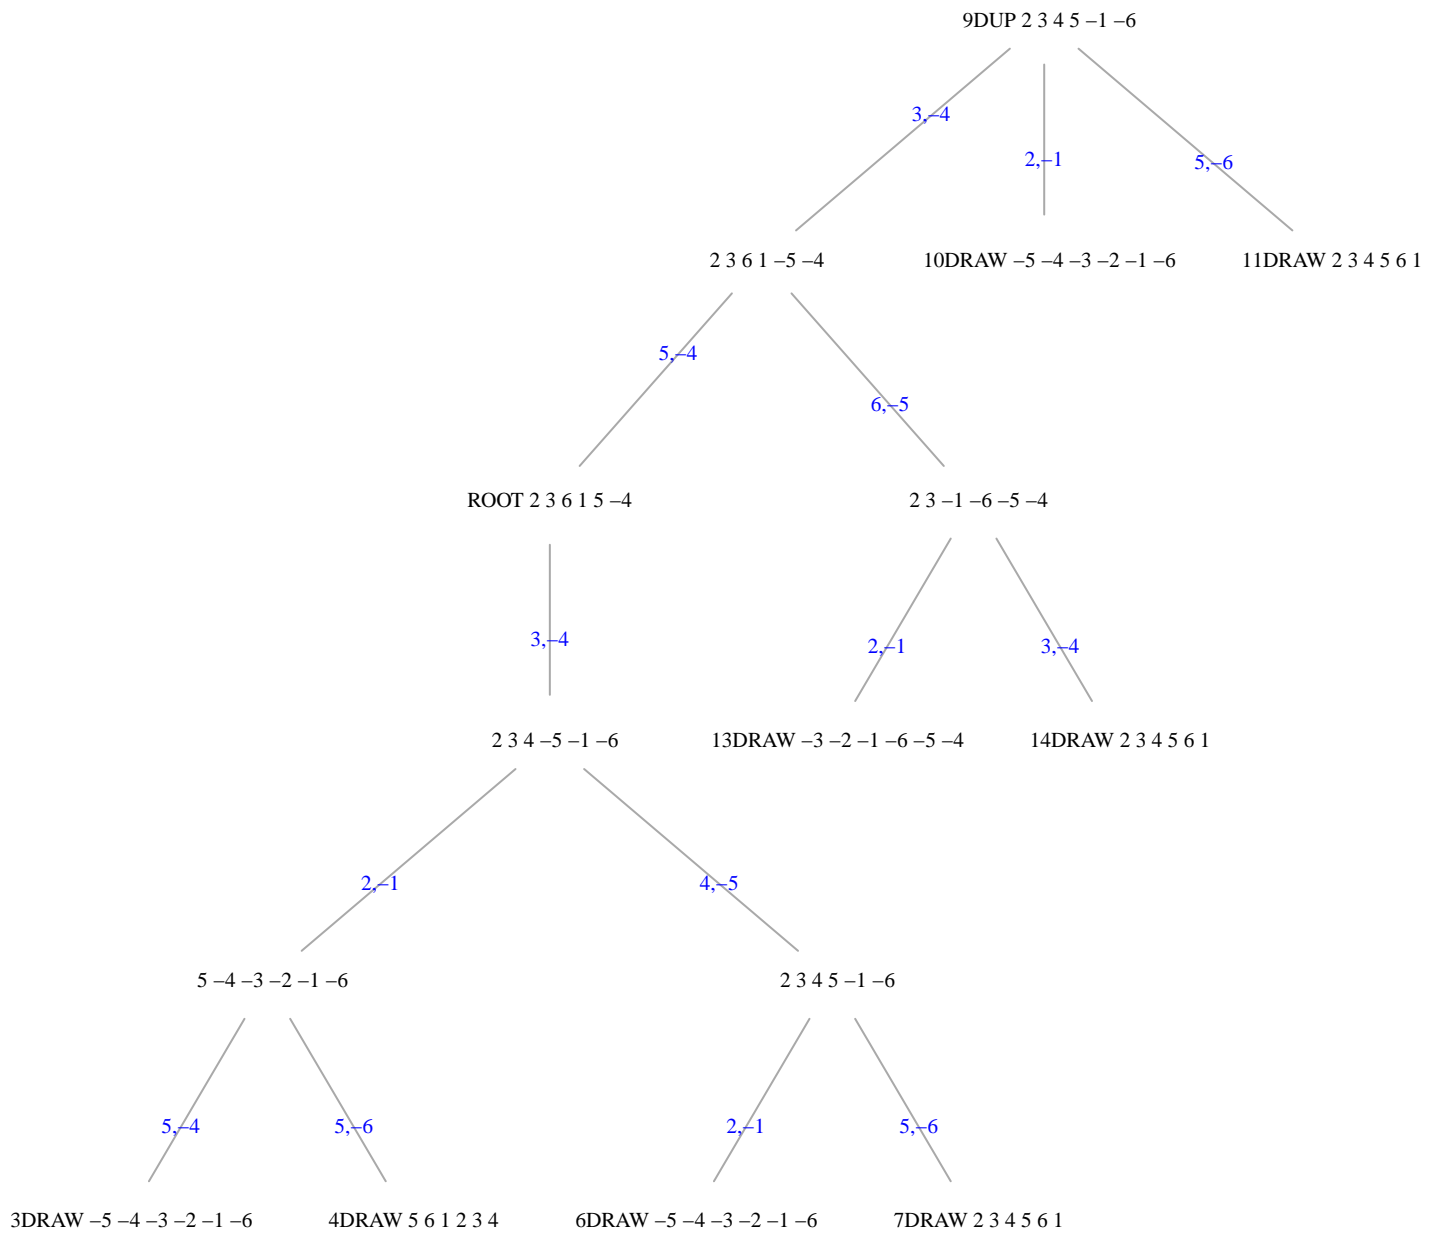 9DUP 2 3 4 5 –1 –6
3,–4
2,–1
5,–6
2 3 6 1 –5 –4
10DRAW –5 –4 –3 –2 –1 –6
11DRAW 2 3 4 5 6 1
5,–4
6,–5
ROOT 2 3 6 1 5 –4
2 3 –1 –6 –5 –4
3,–4
2,–1
3,–4
2 3 4 –5 –1 –6
13DRAW –3 –2 –1 –6 –5 –4
14DRAW 2 3 4 5 6 1
2,–1
4,–5
5 –4 –3 –2 –1 –6
2 3 4 5 –1 –6
5,–4
5,–6
2,–1
5,–6
3DRAW –5 –4 –3 –2 –1 –6
4DRAW 5 6 1 2 3 4
6DRAW –5 –4 –3 –2 –1 –6
7DRAW 2 3 4 5 6 1